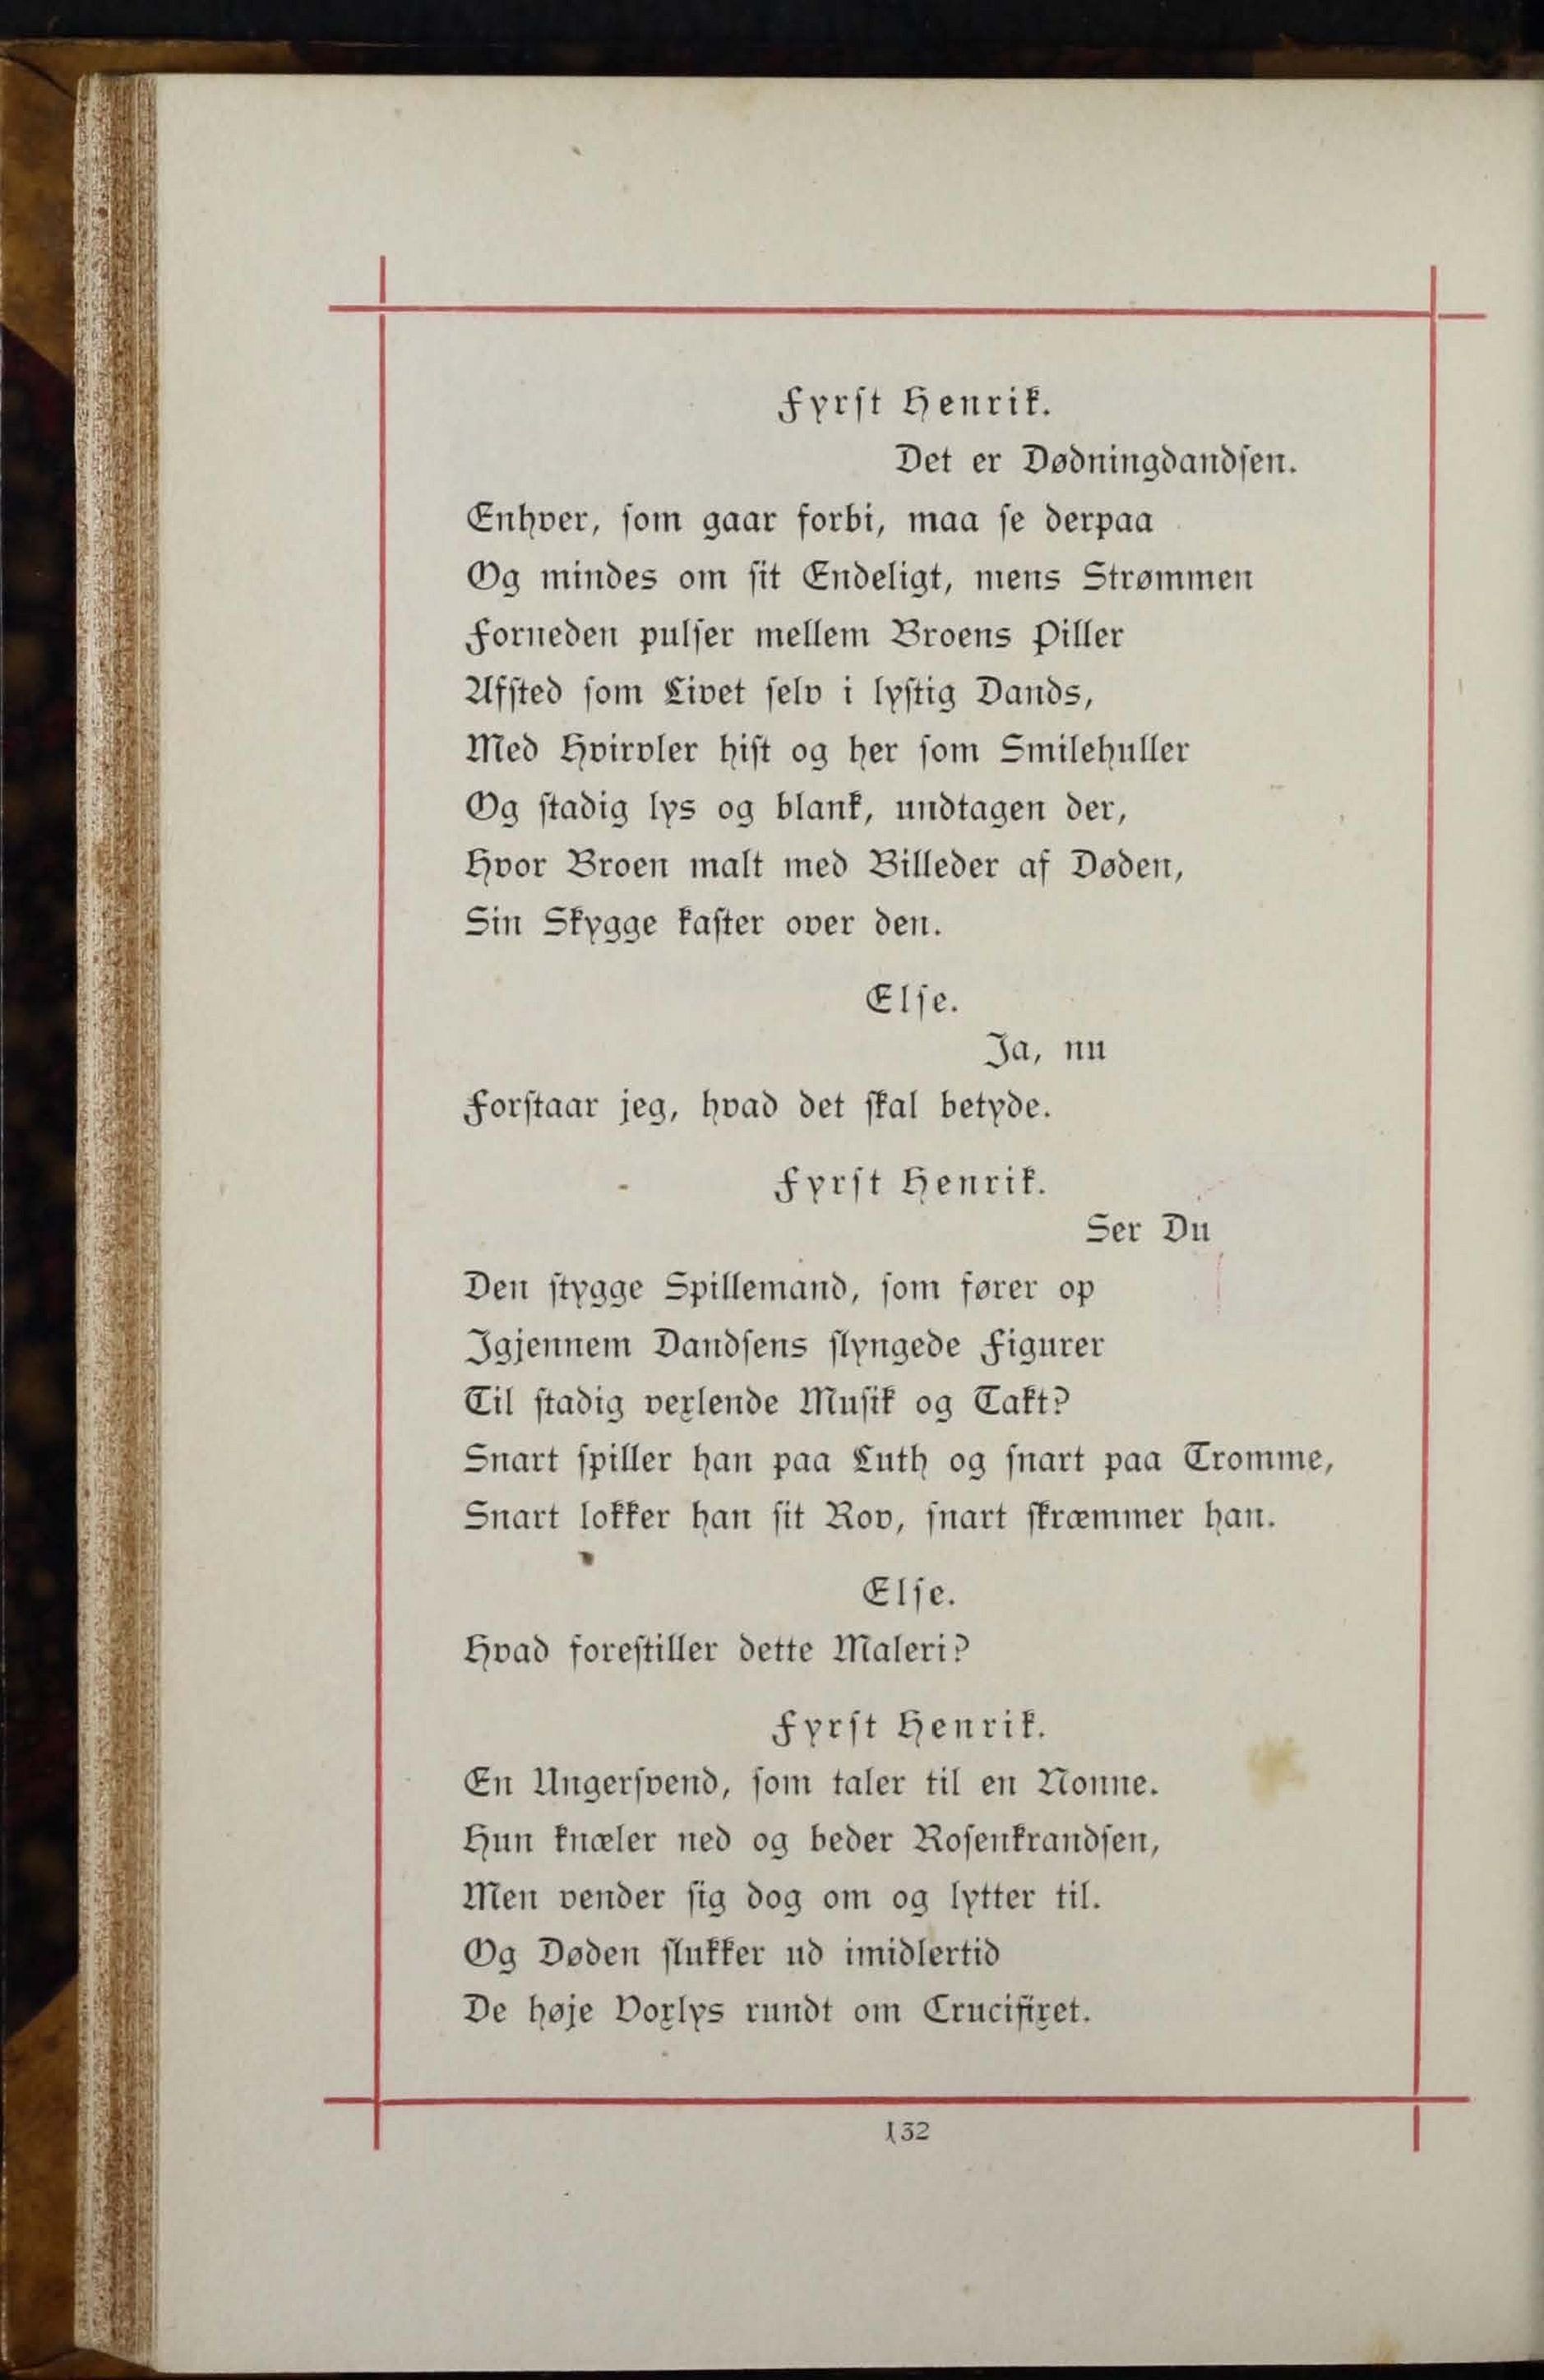 Fyrst Henrik.
Det er Dødningdandsen.
Enhver, som gaar forbi, maa se derpaa
Og mindes om sit Endeligt, mens Strømmen
Forneden pulser mellem Broens Piller
Afsted som Livet selv i lystig Dands,
Med Hvirvler hist og her som Smilehuller
Og stadig lys og blank, undtagen der,
Hvor Broen malt med Billeder af Døden,
Sin Skygge kaster over den.
Else.
Ja, nu
Forstaar jeg, hvad det skal betyde.
Fyrst Henrik.
Ser Du
Den stygge Spillemand, som fører op
Igjennem Dandsens slyngede Figurer
Til stadig vexlende Musik og Takt?
Snart spiller han paa Luth og snart paa Tromme,
Snart lokker han sit Rov, snart skræmmer han.
Else.
Hvad forestiller dette Maleri?
Fyrst Henrik.
En Ungersvend, som taler til en Nonne.
Hun knæler ned og beder Rosenkrandsen,
Men vender sig dog om og lytter til.
Og Døden slukker ud imidlertid
De høje Voxlys rundt om Crucifixet.
132